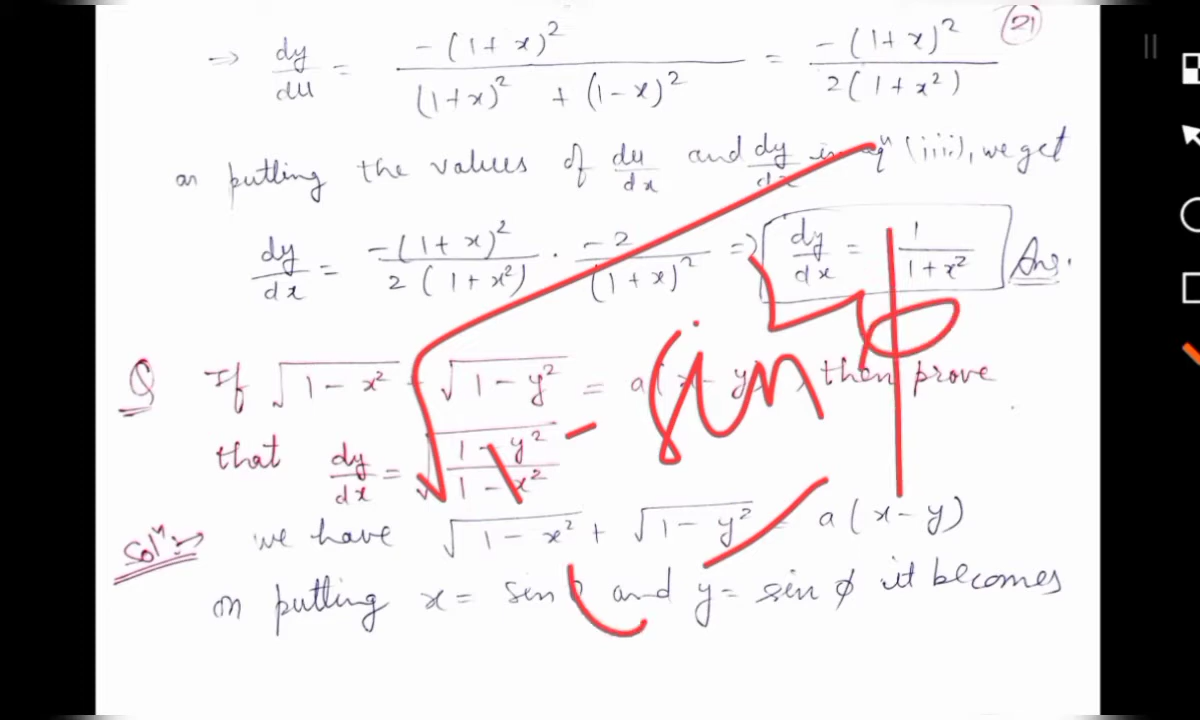 (21)
=> dy/du = -(1+x)²/((1+x)² + (1-x)²) = -(1+x)²/(2(1+x²))
on putting the values of du/dx and dy/dx in eqⁿ (iii), we get
dy/dx = -(1+x)²/(2(1+x²)) . -2/(1+x)² => dy/dx = 1/(1+x²) Ans.
Q If √(1-x²) + √(1-y²) = a(x-y) then prove
that dy/dx = √((1-y²)/(1-x²))
√1 - sin²φ
Solⁿ:-> we have √(1-x²) + √(1-y²) = a(x-y)
on putting x = sin and y = sin φ it becomes